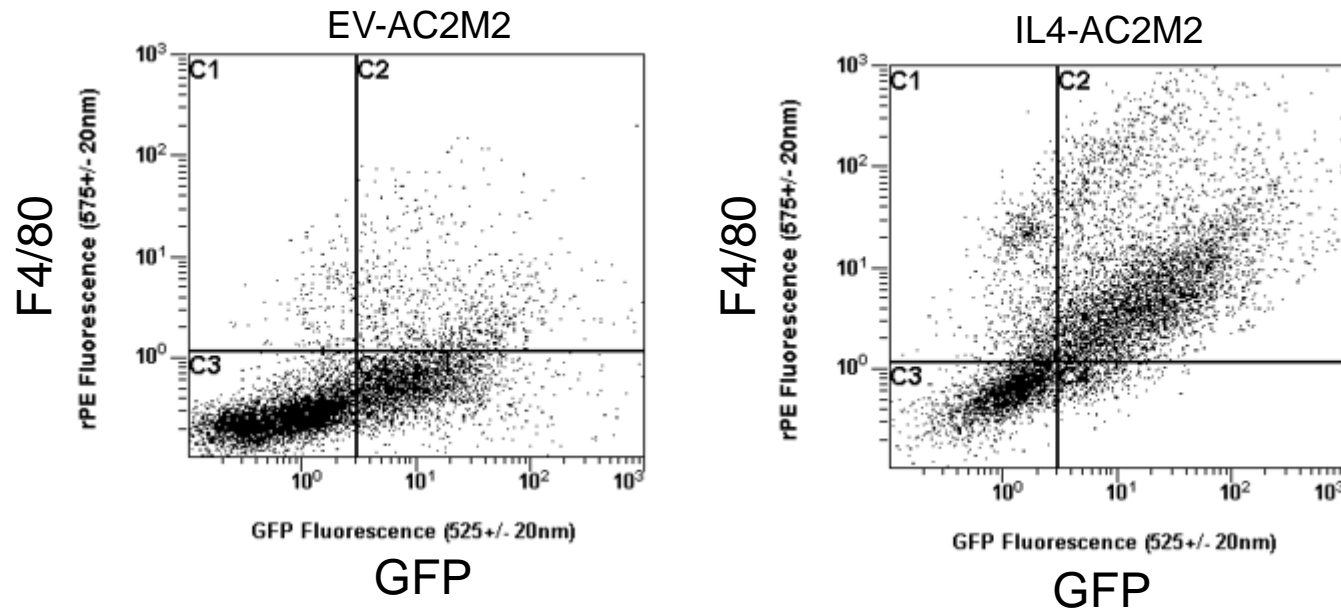 EV-AC2M2
10³
C1
C2
10²
10¹
10⁰
C3
10⁰
10¹
10²
10³
F4/80
rPE Fluorescence (575+/- 20nm)
GFP Fluorescence (525+/- 20nm)
GFP
IL4-AC2M2
10³
C1
C2
10²
10¹
10⁰
C3
10⁰
10¹
10²
10³
F4/80
rPE Fluorescence (575+/- 20nm)
GFP Fluorescence (525+/- 20nm)
GFP